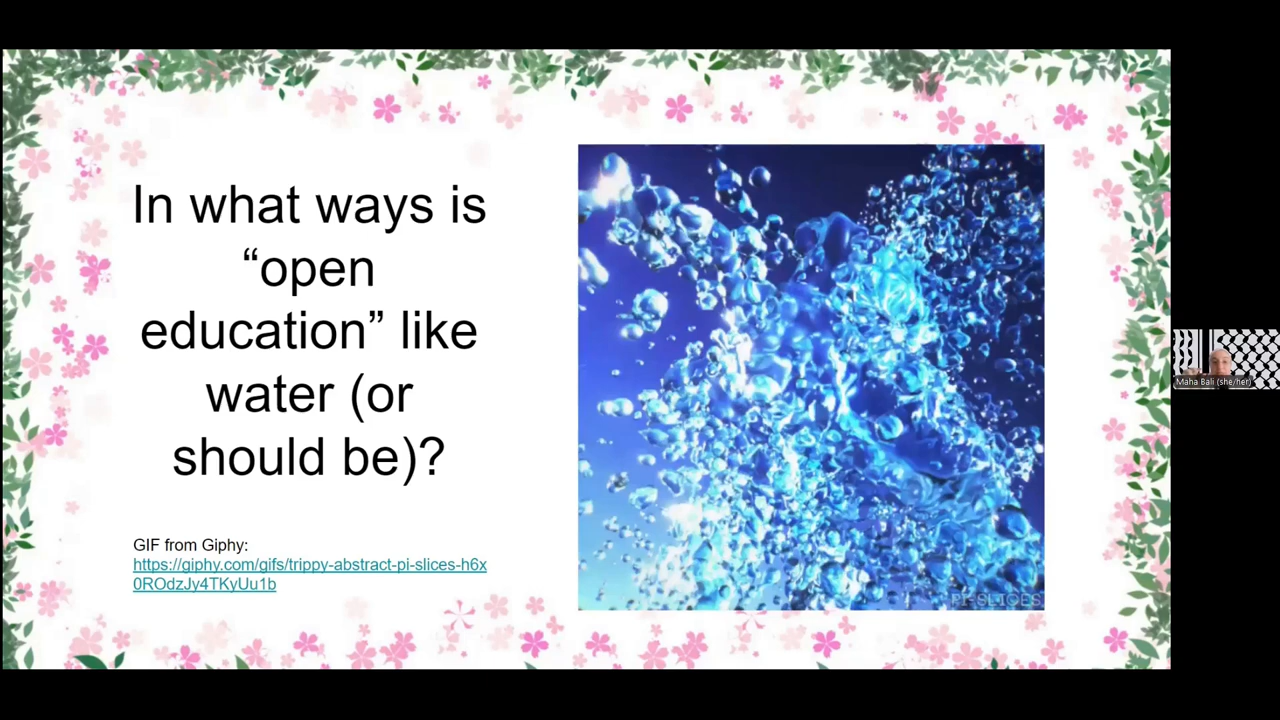 In what ways is
“open
education” like
water (or
should be)?
GIF from Giphy:
https://giphy.com/gifs/trippy-abstract-pi-slices-h6x
0ROdzJy4TKyUu1b
PI-SLICES
Maha Bali (she/her)